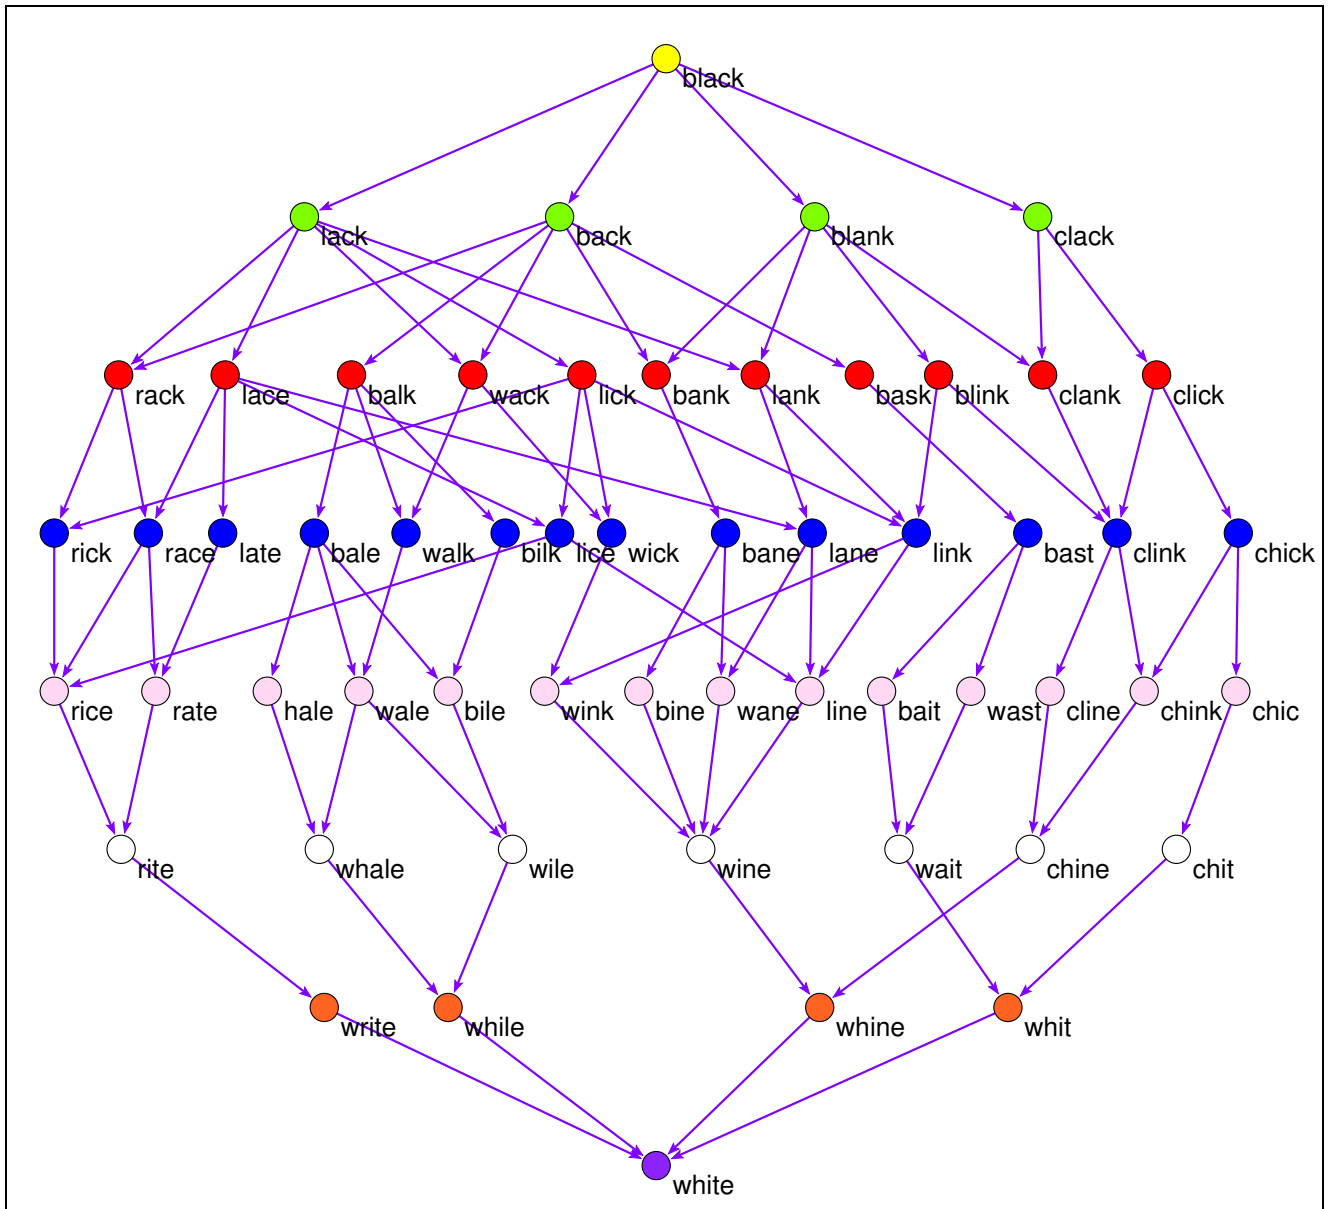 black
lack back blank clack
rack lace balk wack lick bank lank bask blink clank click
rick race late bale walk bilk lice wick bane lane link bast clink chick
rice rate hale wale bile wink bine wane line bait wast cline chink chic
rite whale wile wine wait chine chit
write while whine whit
white